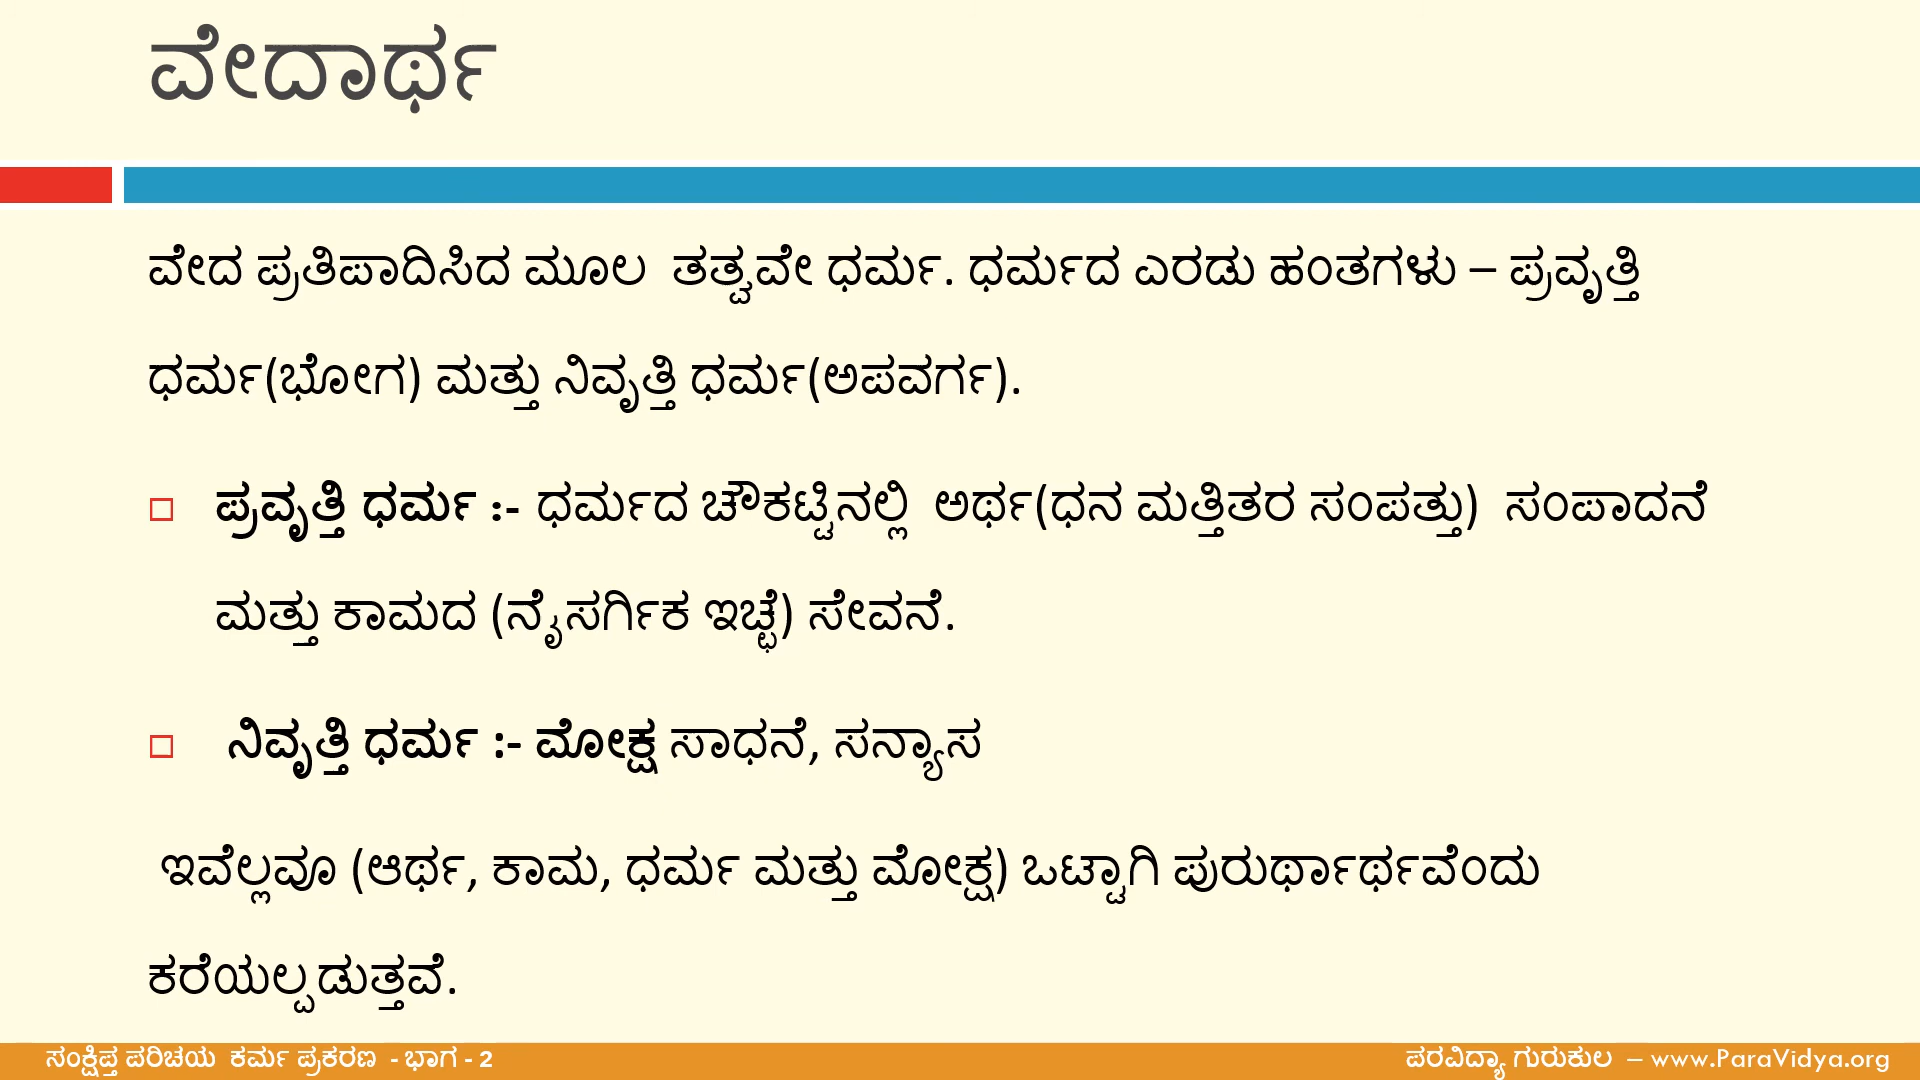 ವೇದಾರ್ಥ
ವೇದ ಪ್ರತಿಪಾದಿಸಿದ ಮೂಲ ತತ್ವವೇ ಧರ್ಮ. ಧರ್ಮದ ಎರಡು ಹಂತಗಳು – ಪ್ರವೃತ್ತಿ
ಧರ್ಮ(ಭೋಗ) ಮತ್ತು ನಿವೃತ್ತಿ ಧರ್ಮ(ಅಪವರ್ಗ).
ಪ್ರವೃತ್ತಿ ಧರ್ಮ :- ಧರ್ಮದ ಚೌಕಟ್ಟಿನಲ್ಲಿ ಅರ್ಥ(ಧನ ಮತ್ತಿತರ ಸಂಪತ್ತು) ಸಂಪಾದನೆ
ಮತ್ತು ಕಾಮದ (ನೈಸರ್ಗಿಕ ಇಚ್ಛೆ) ಸೇವನೆ.
ನಿವೃತ್ತಿ ಧರ್ಮ :- ಮೋಕ್ಷ ಸಾಧನೆ, ಸನ್ಯಾಸ
ಇವೆಲ್ಲವೂ (ಆರ್ಥ, ಕಾಮ, ಧರ್ಮ ಮತ್ತು ಮೋಕ್ಷ) ಒಟ್ಟಾಗಿ ಪುರುರ್ಥಾರ್ಥವೆಂದು
ಕರೆಯಲ್ಪಡುತ್ತವೆ.
ಸಂಕ್ಷಿಪ್ತ ಪರಿಚಯ ಕರ್ಮ ಪ್ರಕರಣ - ಭಾಗ - 2
ಪರವಿದ್ಯಾ ಗುರುಕುಲ – www.ParaVidya.org